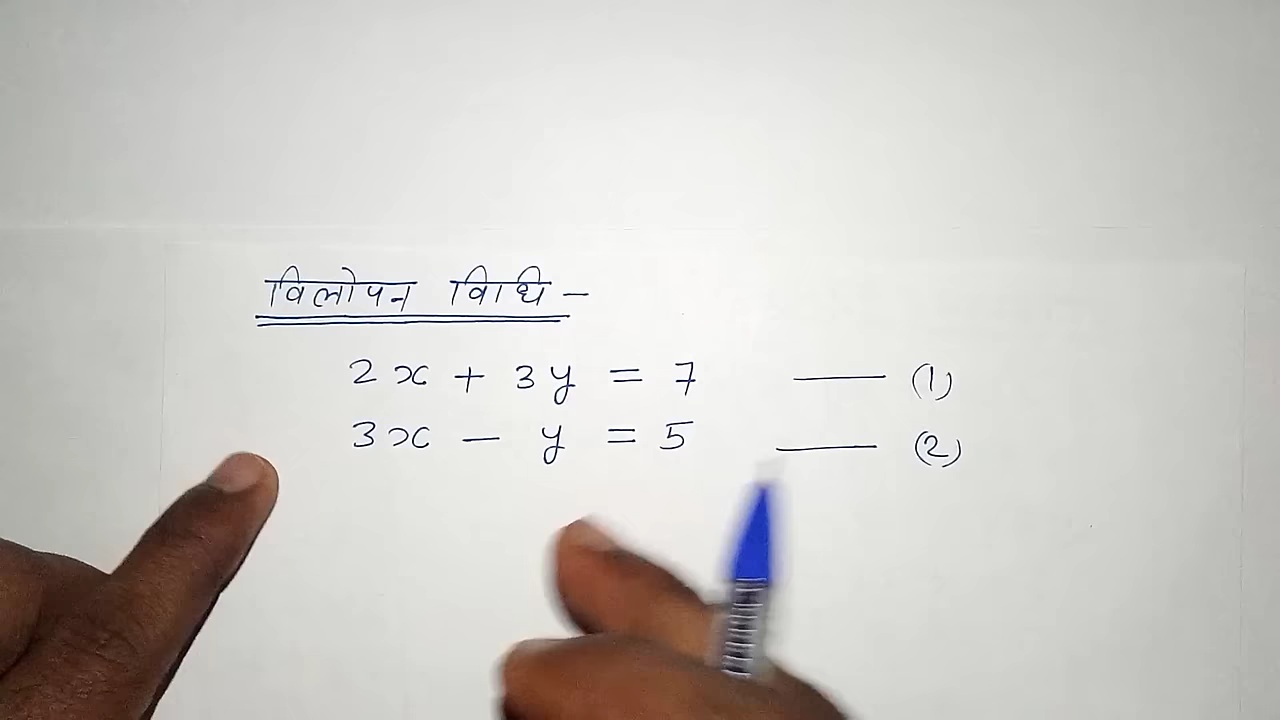 विलोपन विधि -
2x + 3y = 7 —— (1)
3x - y = 5 —— (2)